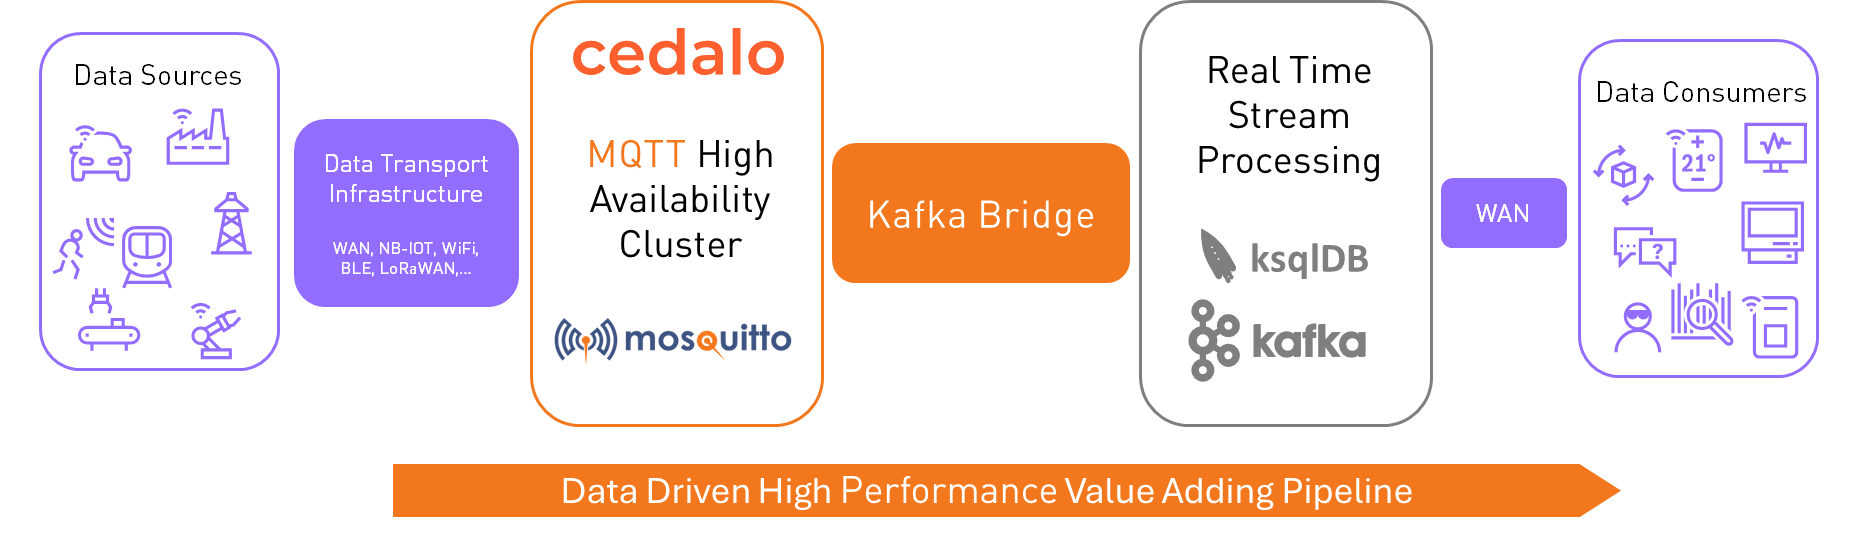 Data Sources
Data Transport
Infrastructure
WAN, NB-IOT, WiFi,
BLE, LoRaWAN,...
cedalo
MQTT High
Availability
Cluster
mosquitto
Kafka Bridge
Real Time
Stream
Processing
ksqlDB
kafka
WAN
Data Consumers
21°
?
Data Driven High Performance Value Adding Pipeline